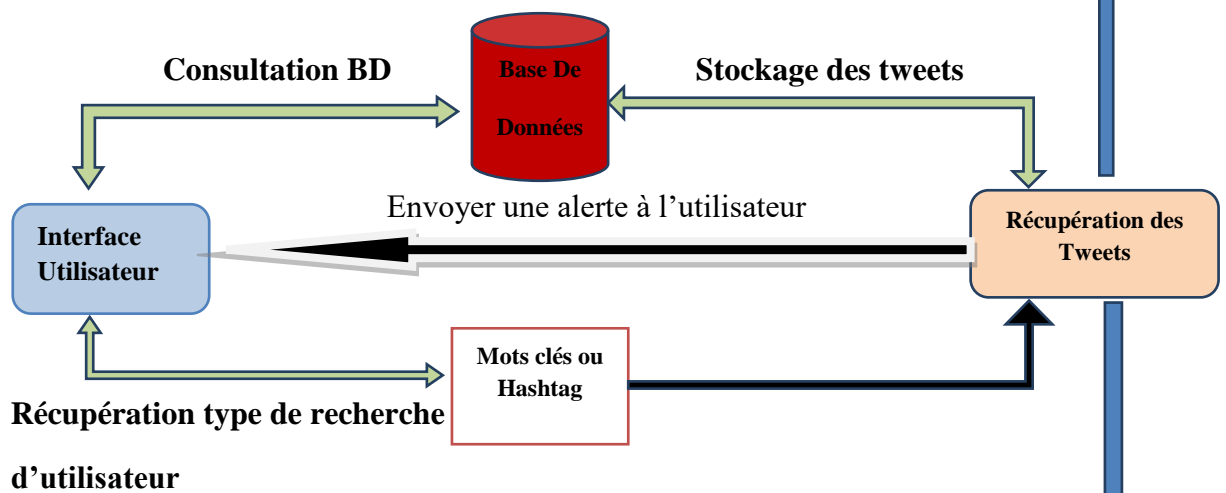 Consultation BD
Base De
Données
Stockage des tweets
Envoyer une alerte à l’utilisateur
Interface
Utilisateur
Récupération des
Tweets
Mots clés ou
Hashtag
Récupération type de recherche
d’utilisateur